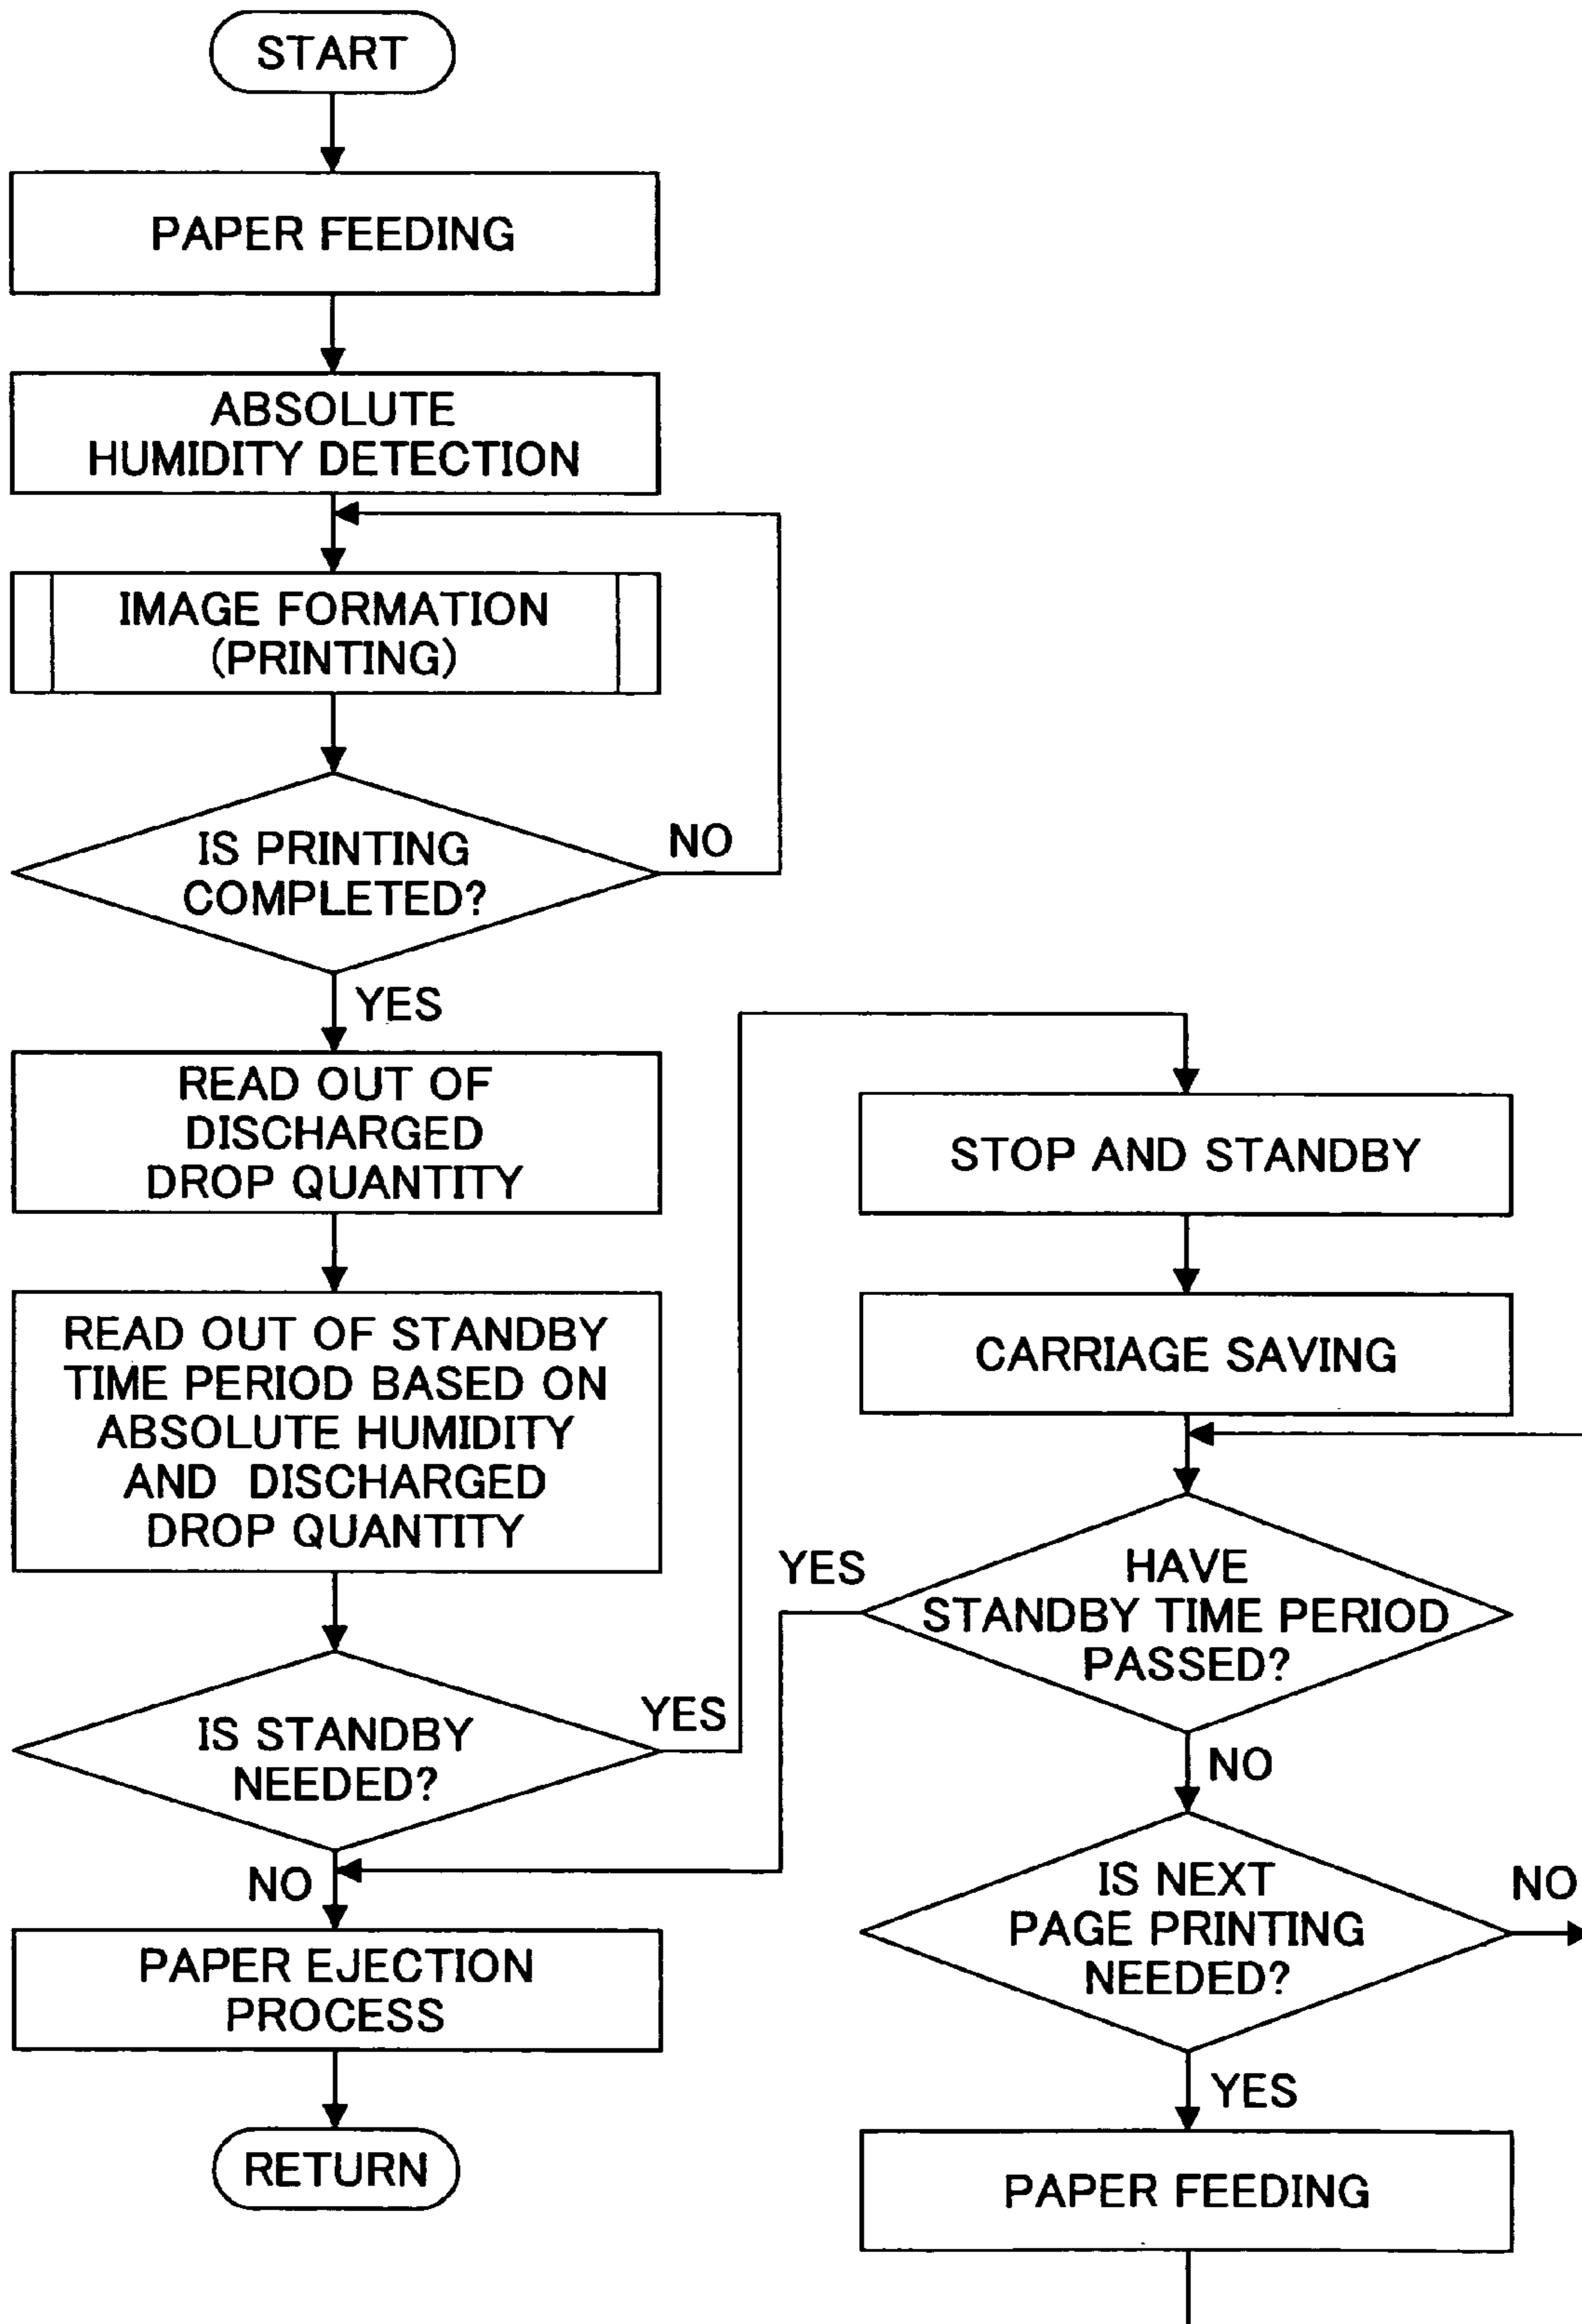 START
PAPER FEEDING
ABSOLUTE
HUMIDITY DETECTION
IMAGE FORMATION
(PRINTING)
IS PRINTING
COMPLETED?
NO
YES
READ OUT OF
DISCHARGED
DROP QUANTITY
READ OUT OF STANDBY
TIME PERIOD BASED ON
ABSOLUTE HUMIDITY
AND DISCHARGED
DROP QUANTITY
IS STANDBY
NEEDED?
YES
NO
PAPER EJECTION
PROCESS
RETURN
STOP AND STANDBY
CARRIAGE SAVING
HAVE
STANDBY TIME PERIOD
PASSED?
YES
NO
IS NEXT
PAGE PRINTING
NEEDED?
NO
YES
PAPER FEEDING